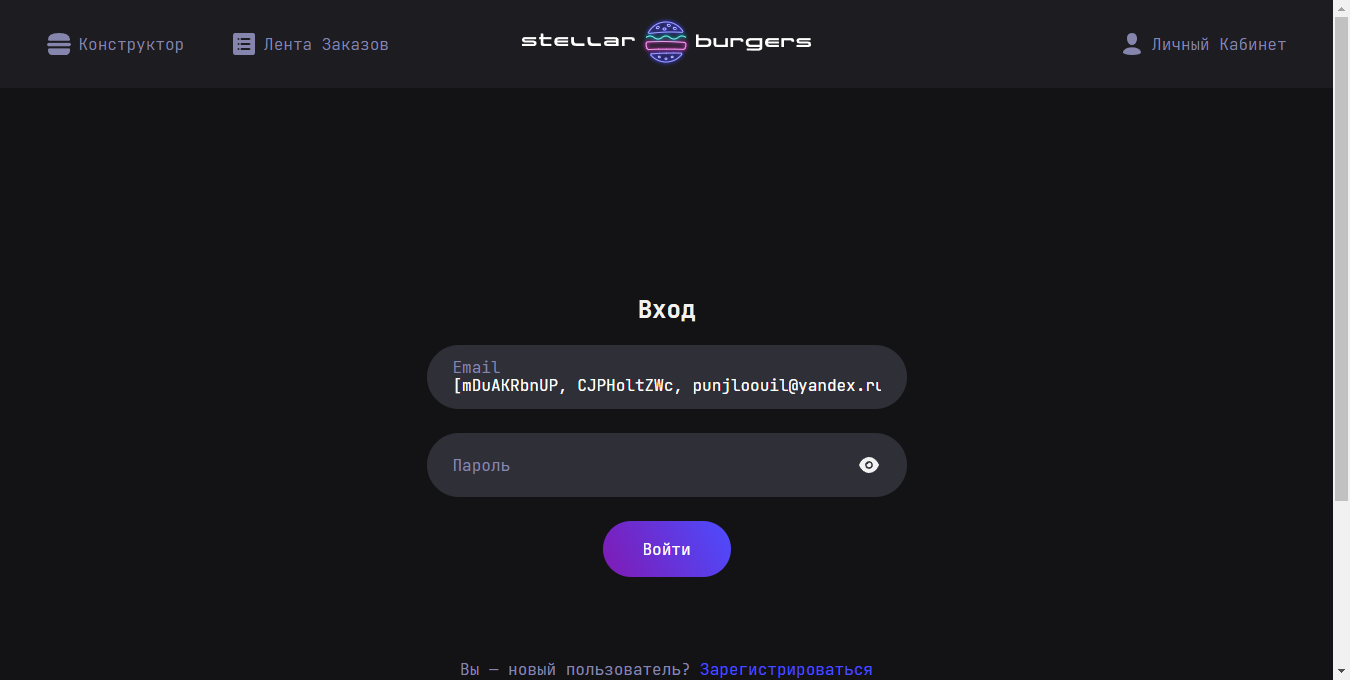 Конструктор
Лента Заказов
stellar burgers
Личный Кабинет
Вход
Email
[mDuAKRbnUP, CJPHoltZWc, punjloouil@yandex.ru
Пароль
Войти
Вы — новый пользователь? Зарегистрироваться